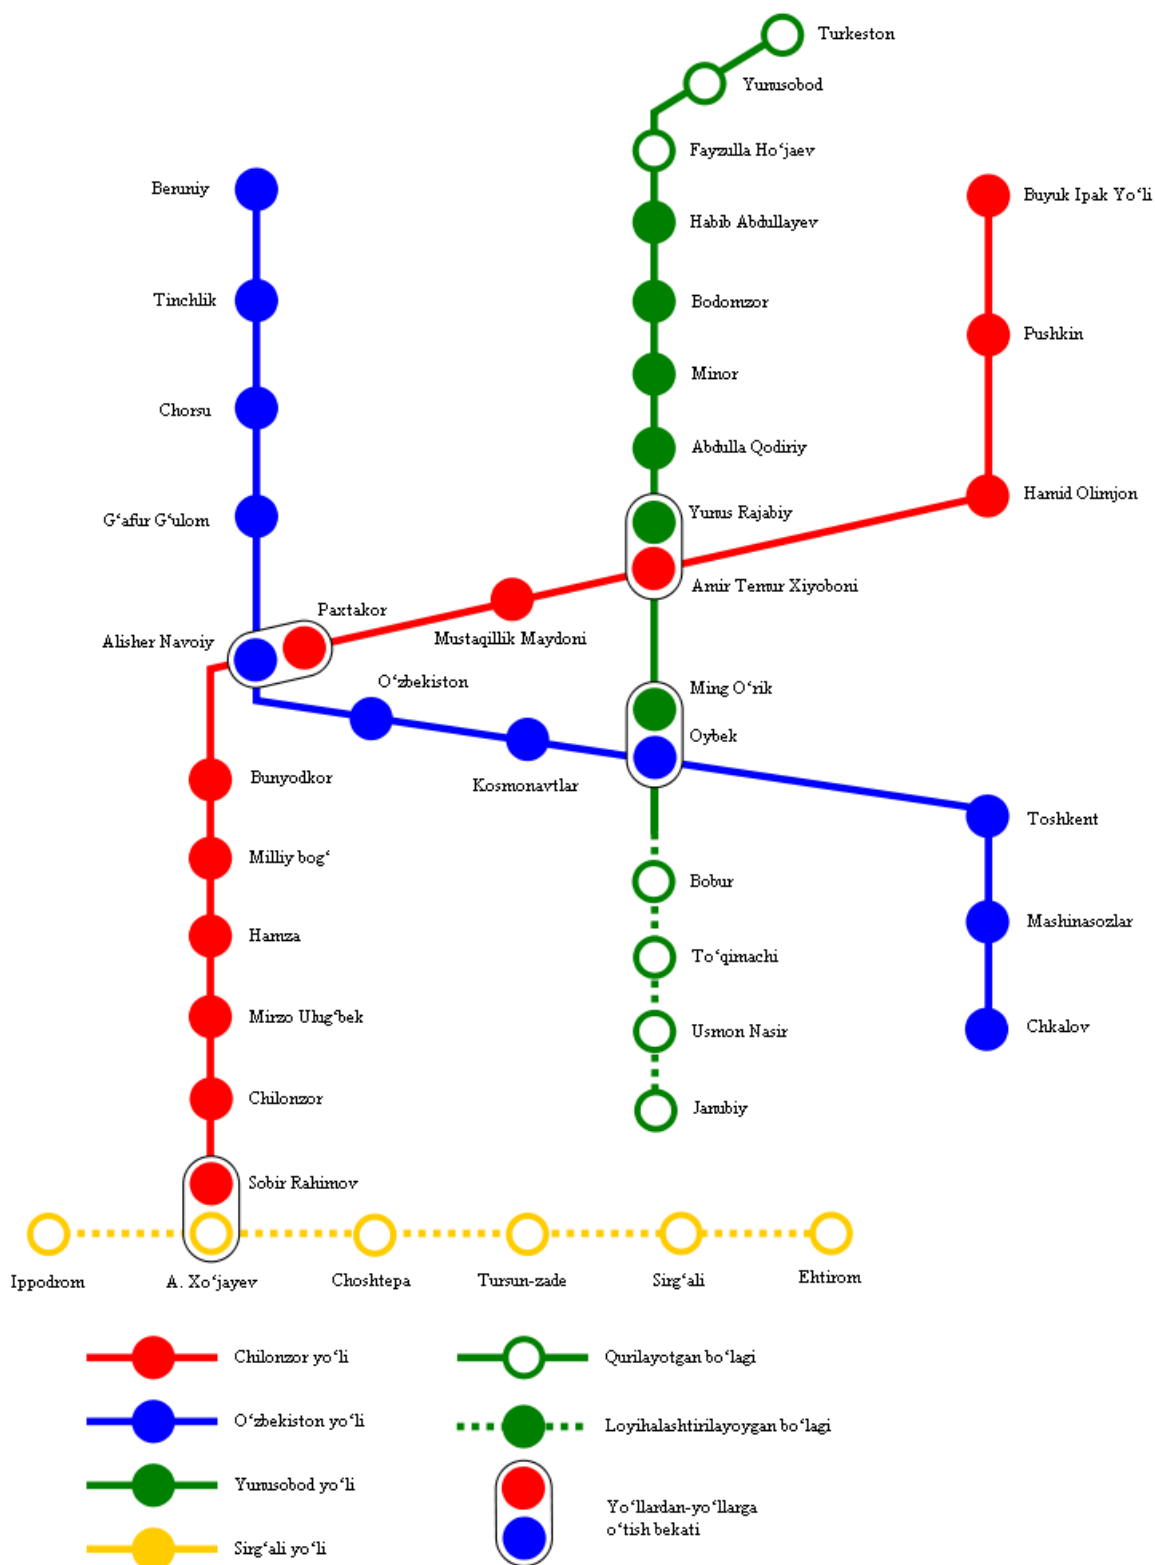 Turkeston
Yunusobod
Fayzulla Ho‘jaev
Beruniy
Buyuk Ipak Yo‘li
Habib Abdullayev
Tinchlik
Bodomzor
Pushkin
Minor
Chorsu
Abdulla Qodiriy
Hamid Olimjon
G‘afur G‘ulom
Yunus Rajabiy
Amir Temur Xiyoboni
Paxtakor
Alisher Navoiy
Mustaqillik Maydoni
O‘zbekiston
Ming O‘rik
Oybek
Bunyodkor
Kosmonavtlar
Toshkent
Milliy bog‘
Bobur
Mashinasozlar
Hamza
To‘qimachi
Mirzo Ulug‘bek
Usmon Nasir
Chkalov
Chilonzor
Janubiy
Sobir Rahimov
Ippodrom
A. Xo‘jayev
Choshtepa
Tursun-zade
Sirg‘ali
Ehtirom
Chilonzor yo‘li
Qurilayotgan bo‘lagi
O‘zbekiston yo‘li
Loyihalashtirilayoygan bo‘lagi
Yunusobod yo‘li
Yo‘llardan-yo‘llarga
o‘tish bekati
Sirg‘ali yo‘li